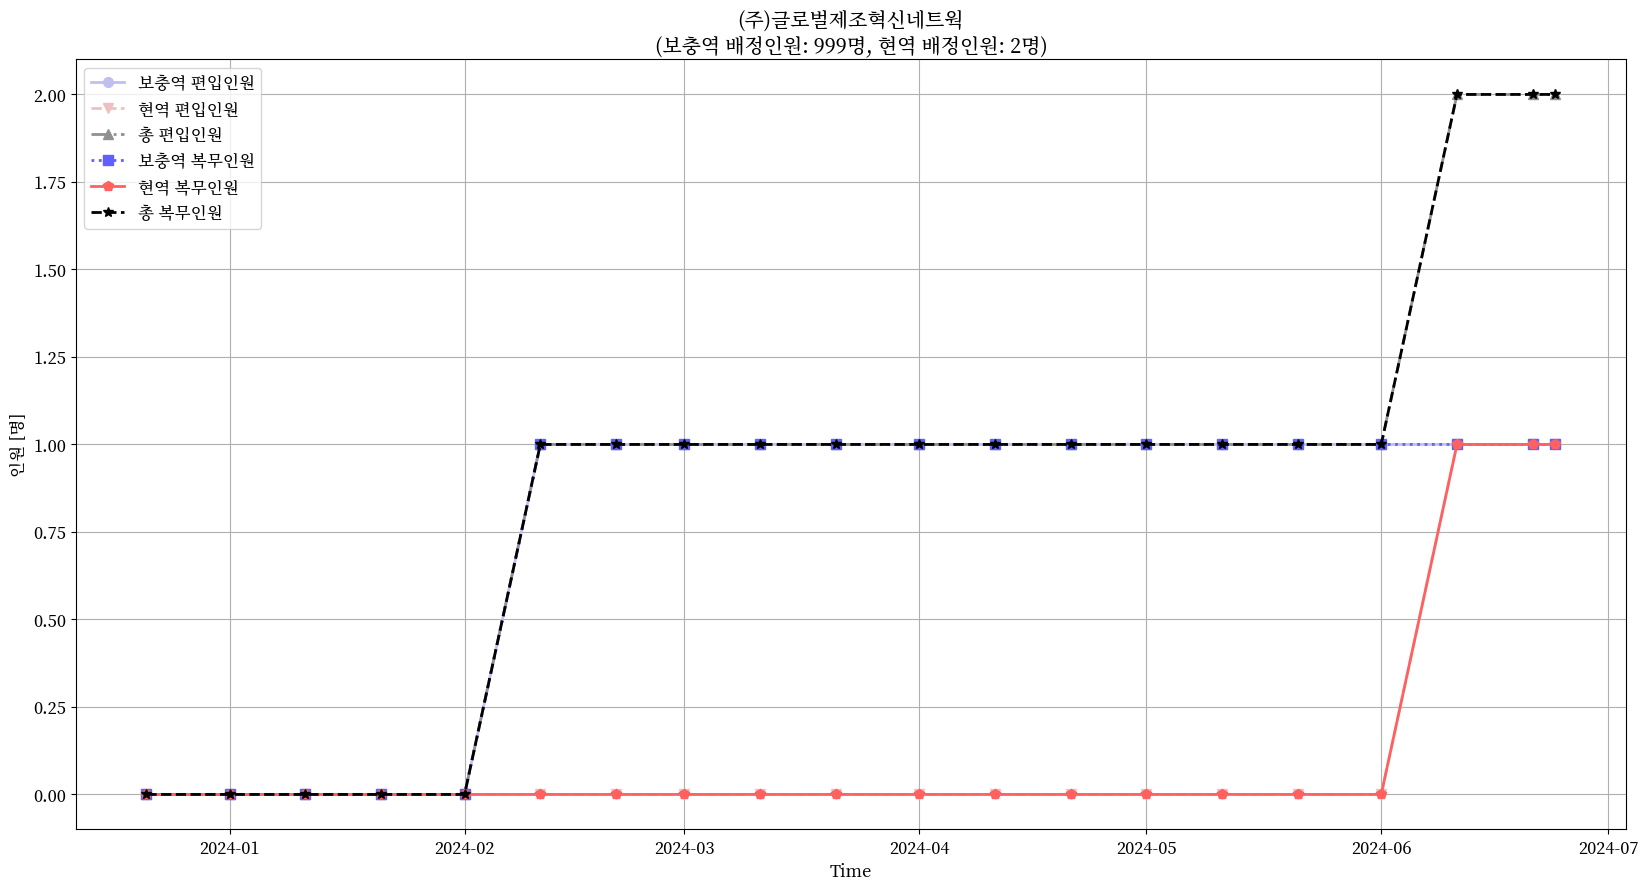 (주)글로벌제조혁신네트웍
(보충역 배정인원: 999명, 현역 배정인원: 2명)
보충역 편입인원
현역 편입인원
총 편입인원
보충역 복무인원
현역 복무인원
총 복무인원
2.00
1.75
1.50
1.25
1.00
0.75
0.50
0.25
0.00
인원 [명]
2024-01 2024-02 2024-03 2024-04 2024-05 2024-06 2024-07
Time